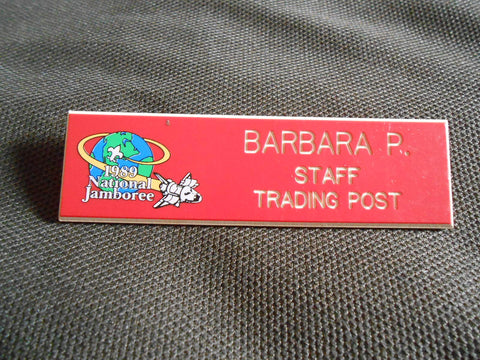 1989
National
Jamboree
BARBARA P.
STAFF
TRADING POST